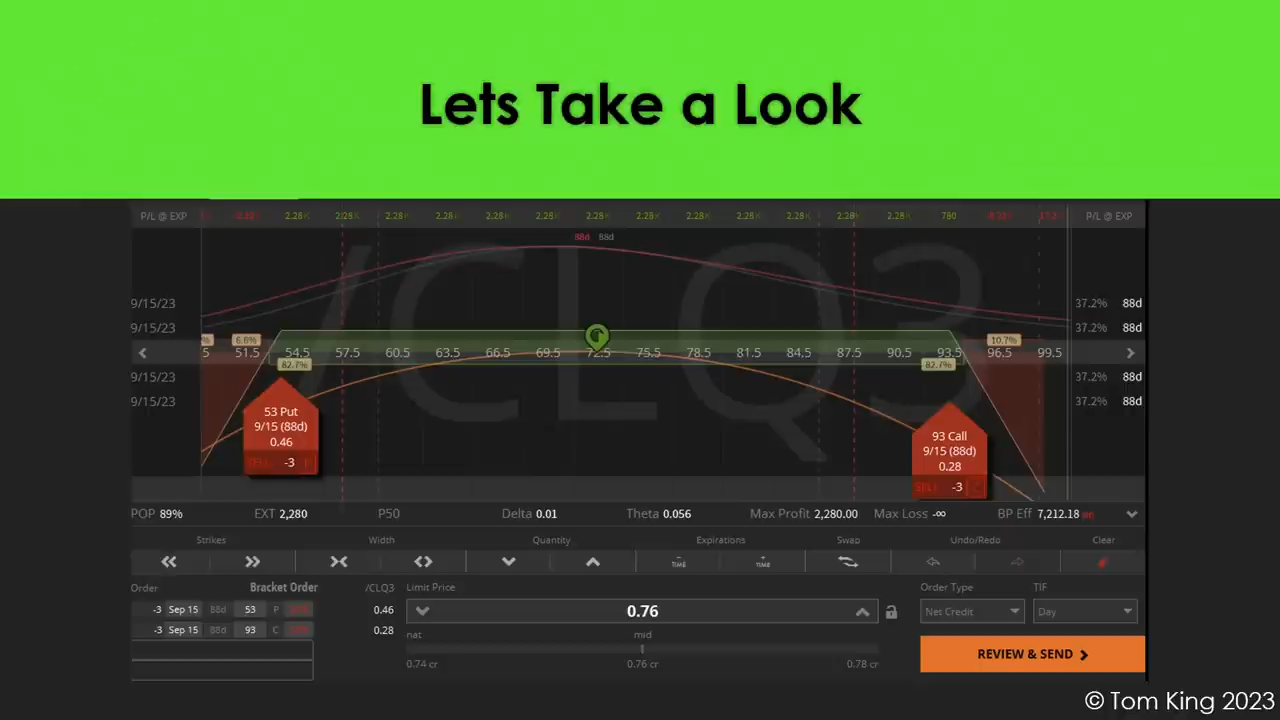 Lets Take a Look
P/L @ EXP 2.28K 2.28K 2.28K 2.28K 2.28K 2.28K 2.28K 2.28K 2.28K 2.28K 2.28K 2.28K 2.28K 780 P/L @ EXP
88d 88d
/CLQ3
9/15/23 37.2% 88d
9/15/23 37.2% 88d
% 6.6% 10.7%
5 51.5 54.5 57.5 60.5 63.5 66.5 69.5 72.5 75.5 78.5 81.5 84.5 87.5 90.5 93.5 96.5 99.5
82.7% 82.7%
9/15/23 37.2% 88d
9/15/23 37.2% 88d
53 Put
9/15 (88d)
0.46
SELL -3
93 Call
9/15 (88d)
0.28
SELL -3
POP 89% EXT 2,280 P50 Delta 0.01 Theta 0.056 Max Profit 2,280.00 Max Loss -∞ BP Eff 7,212.18
Strikes Width Quantity Expirations Swap Undo/Redo Clear
TIME TIME
Order Bracket Order /CLQ3 Limit Price Order Type TIF
-3 Sep 15 88d 53 P 0.46 0.76 Net Credit Day
-3 Sep 15 88d 93 C 0.28
nat mid
0.74 cr 0.76 cr 0.78 cr
REVIEW & SEND
© Tom King 2023